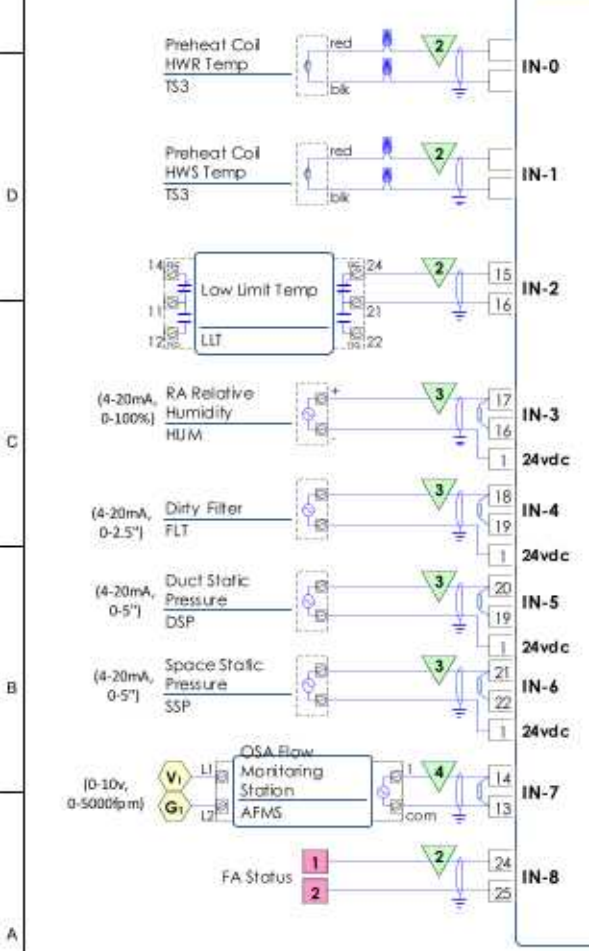 Preheat Coil
HWR Temp
TS3
red
blk
2
IN-0
Preheat Coil
HWS Temp
TS3
red
blk
2
IN-1
D
14
11
12
Low Limit Temp
LLT
24
21
22
2
15
16
IN-2
(4-20mA,
0-100%)
RA Relative
Humidity
HUM
+
-
3
17
16
1
IN-3
24vdc
C
(4-20mA,
0-2.5")
Dirty Filter
FLT
3
18
19
1
IN-4
24vdc
(4-20mA,
0-5")
Duct Static
Pressure
DSP
3
20
19
1
IN-5
24vdc
B
(4-20mA,
0-5")
Space Static
Pressure
SSP
3
21
22
1
IN-6
24vdc
(0-10v,
0-5000fpm)
V1
G1
L1
L2
OSA Flow
Monitoring
Station
AFMS
1
com
4
14
13
IN-7
FA Status
1
2
2
24
25
IN-8
A